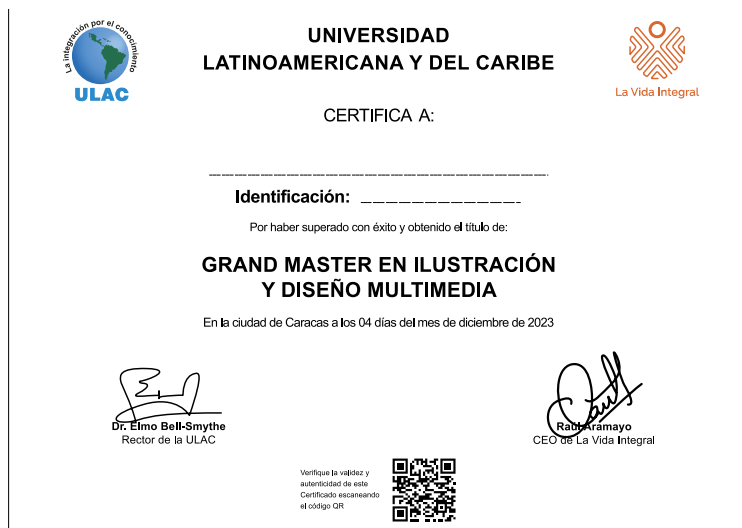 La integración por el conocimiento
ULAC
UNIVERSIDAD
LATINOAMERICANA Y DEL CARIBE
La Vida Integral
CERTIFICA A:
Identificación:
Por haber superado con éxito y obtenido el título de:
GRAND MASTER EN ILUSTRACIÓN
Y DISEÑO MULTIMEDIA
En la ciudad de Caracas a los 04 días del mes de diciembre de 2023
Dr. Elmo Bell-Smythe
Rector de la ULAC
Raúl Aramayo
CEO de La Vida Integral
Verifique la validez y
autenticidad de este
Certificado escaneando
el código QR